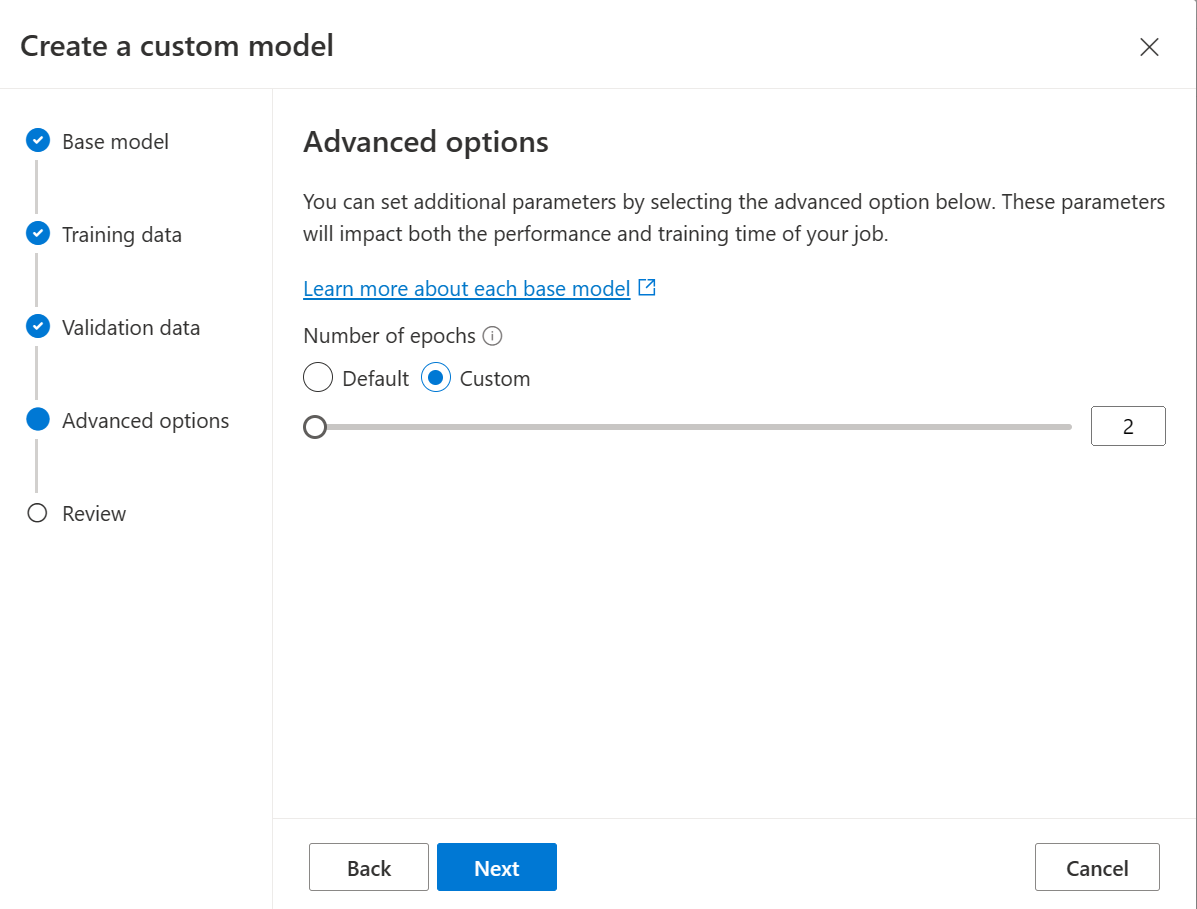 Create a custom model
Base model
Training data
Validation data
Advanced options
Review
Advanced options
You can set additional parameters by selecting the advanced option below. These parameters
will impact both the performance and training time of your job.
Learn more about each base model
Number of epochs
Default
Custom
2
Back
Next
Cancel